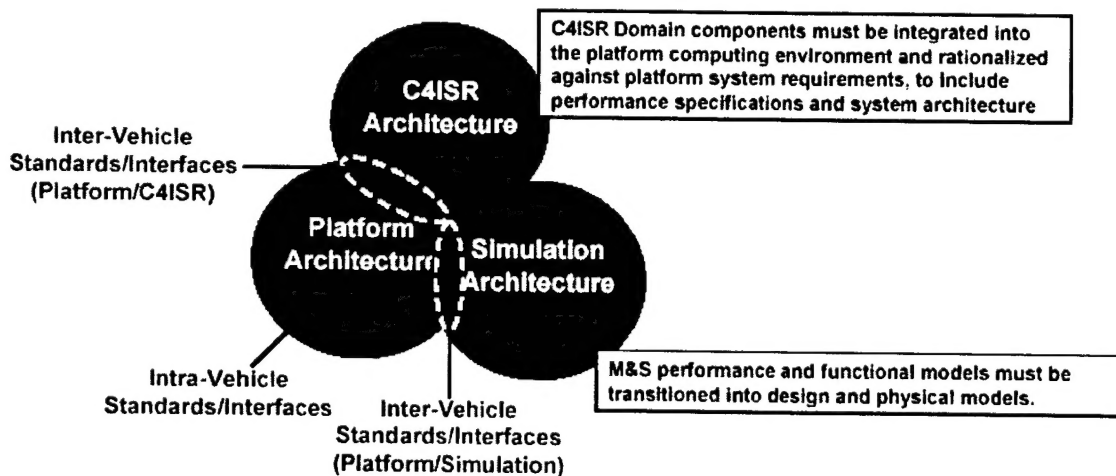 C4ISR Domain components must be integrated into
the platform computing environment and rationalized
against platform system requirements, to include
performance specifications and system architecture
C4ISR
Architecture
Inter-Vehicle
Standards/Interfaces
(Platform/C4ISR)
Platform
Architecture
Simulation
Architecture
Intra-Vehicle
Standards/Interfaces
Inter-Vehicle
Standards/Interfaces
(Platform/Simulation)
M&S performance and functional models must be
transitioned into design and physical models.